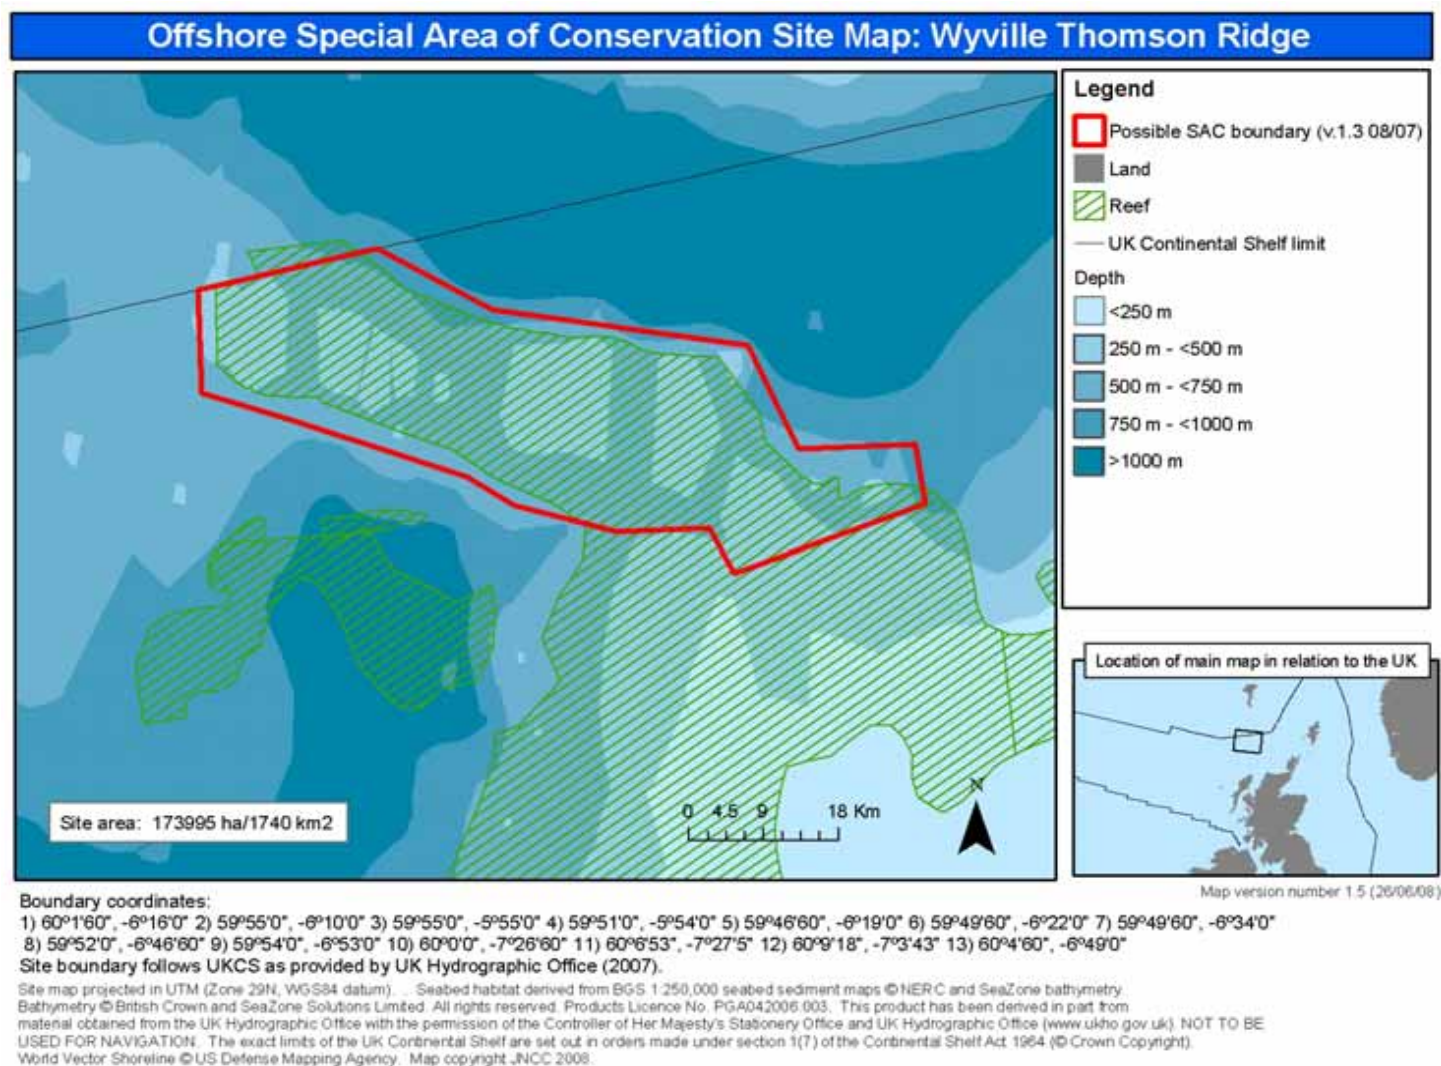 Offshore Special Area of Conservation Site Map: Wyville Thomson Ridge
Legend
Possible SAC boundary (v.1.3 08/07)
Land
Reef
UK Continental Shelf limit
Depth
<250 m
250 m - <500 m
500 m - <750 m
750 m - <1000 m
>1000 m
Location of main map in relation to the UK
Site area: 173995 ha/1740 km2
0 4.5 9 18 Km
N
Map version number 1.5 (26/06/08)
Boundary coordinates:
1) 60º1'60", -6º16'0" 2) 59º55'0", -6º10'0" 3) 59º55'0", -5º55'0" 4) 59º51'0", -5º54'0" 5) 59º46'60", -6º19'0" 6) 59º49'60", -6º22'0" 7) 59º49'60", -6º34'0"
8) 59º52'0", -6º46'60" 9) 59º54'0", -6º53'0" 10) 60º0'0", -7º26'60" 11) 60º6'53", -7º27'5" 12) 60º9'18", -7º3'43" 13) 60º4'60", -6º49'0"
Site boundary follows UKCS as provided by UK Hydrographic Office (2007).
Site map projected in UTM (Zone 29N, WGS84 datum). . . Seabed habitat derived from BGS 1:250,000 seabed sediment maps © NERC and SeaZone bathymetry.
Bathymetry © British Crown and SeaZone Solutions Limited. All rights reserved. Products Licence No. PGA042006.003. This product has been derived in part from
material obtained from the UK Hydrographic Office with the permission of the Controller of Her Majesty's Stationery Office and UK Hydrographic Office (www.ukho.gov.uk). NOT TO BE
USED FOR NAVIGATION. The exact limits of the UK Continental Shelf are set out in orders made under section 1(7) of the Continental Shelf Act 1964 (© Crown Copyright).
World Vector Shoreline © US Defense Mapping Agency. Map copyright JNCC 2008.